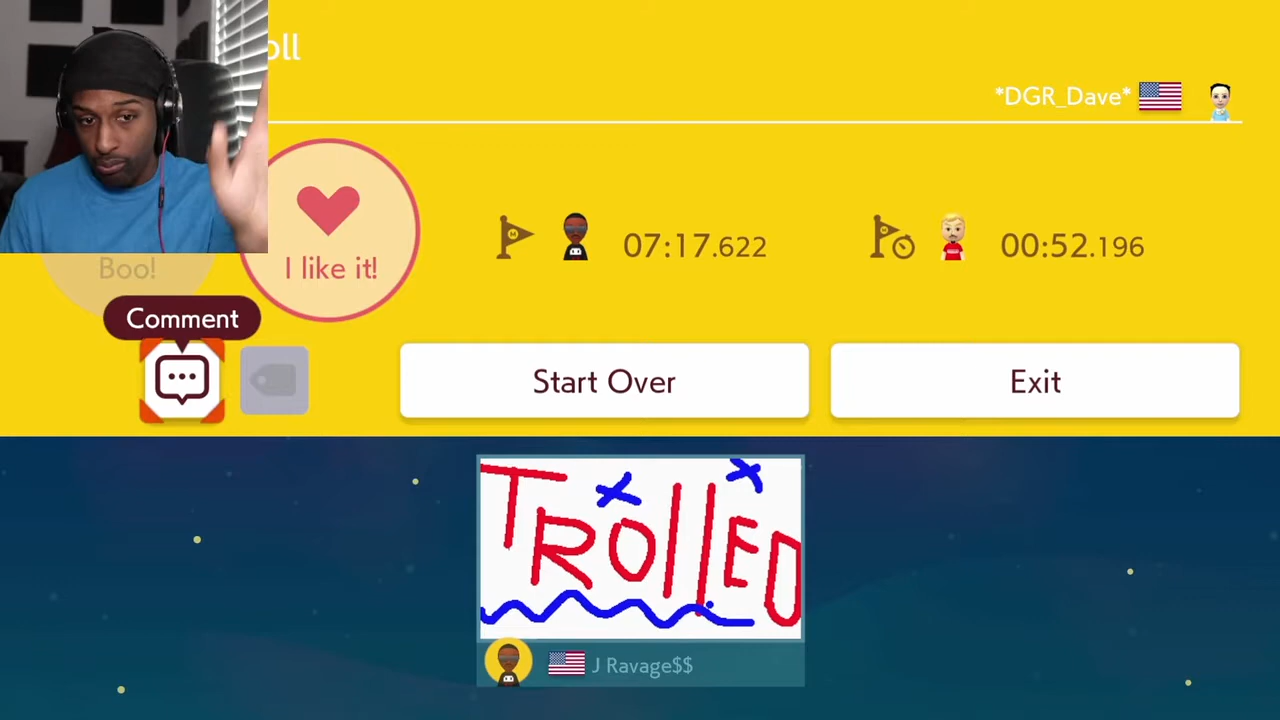 oll
*DGR_Dave*
07:17.622
00:52.196
Boo!
I like it!
Comment
Start Over
Exit
TROllED
J Ravage$$